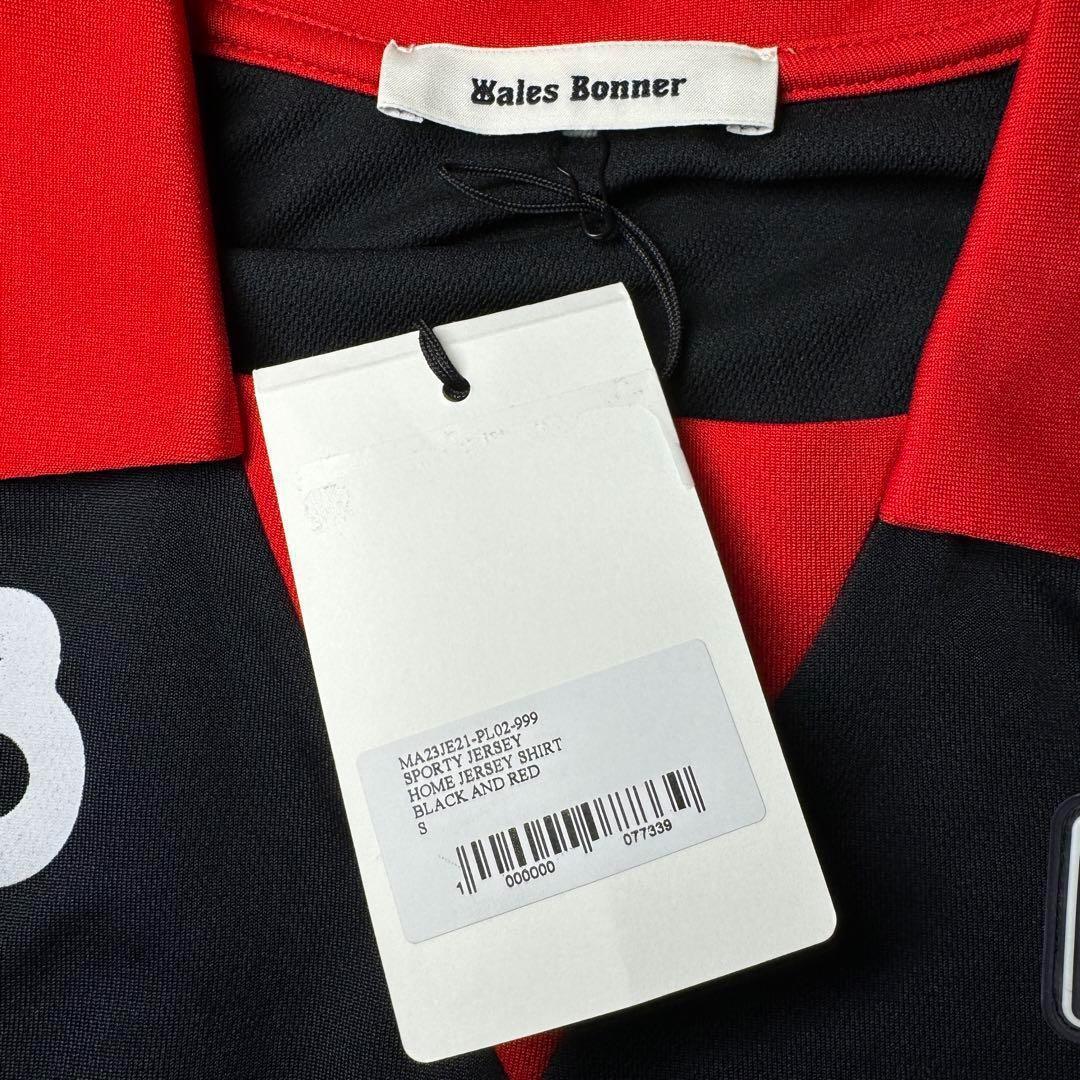 Wales Bonner
MA23JE21-PL02-999
SPORTY JERSEY
HOME JERSEY SHIRT
BLACK AND RED
S
1 000000 077339